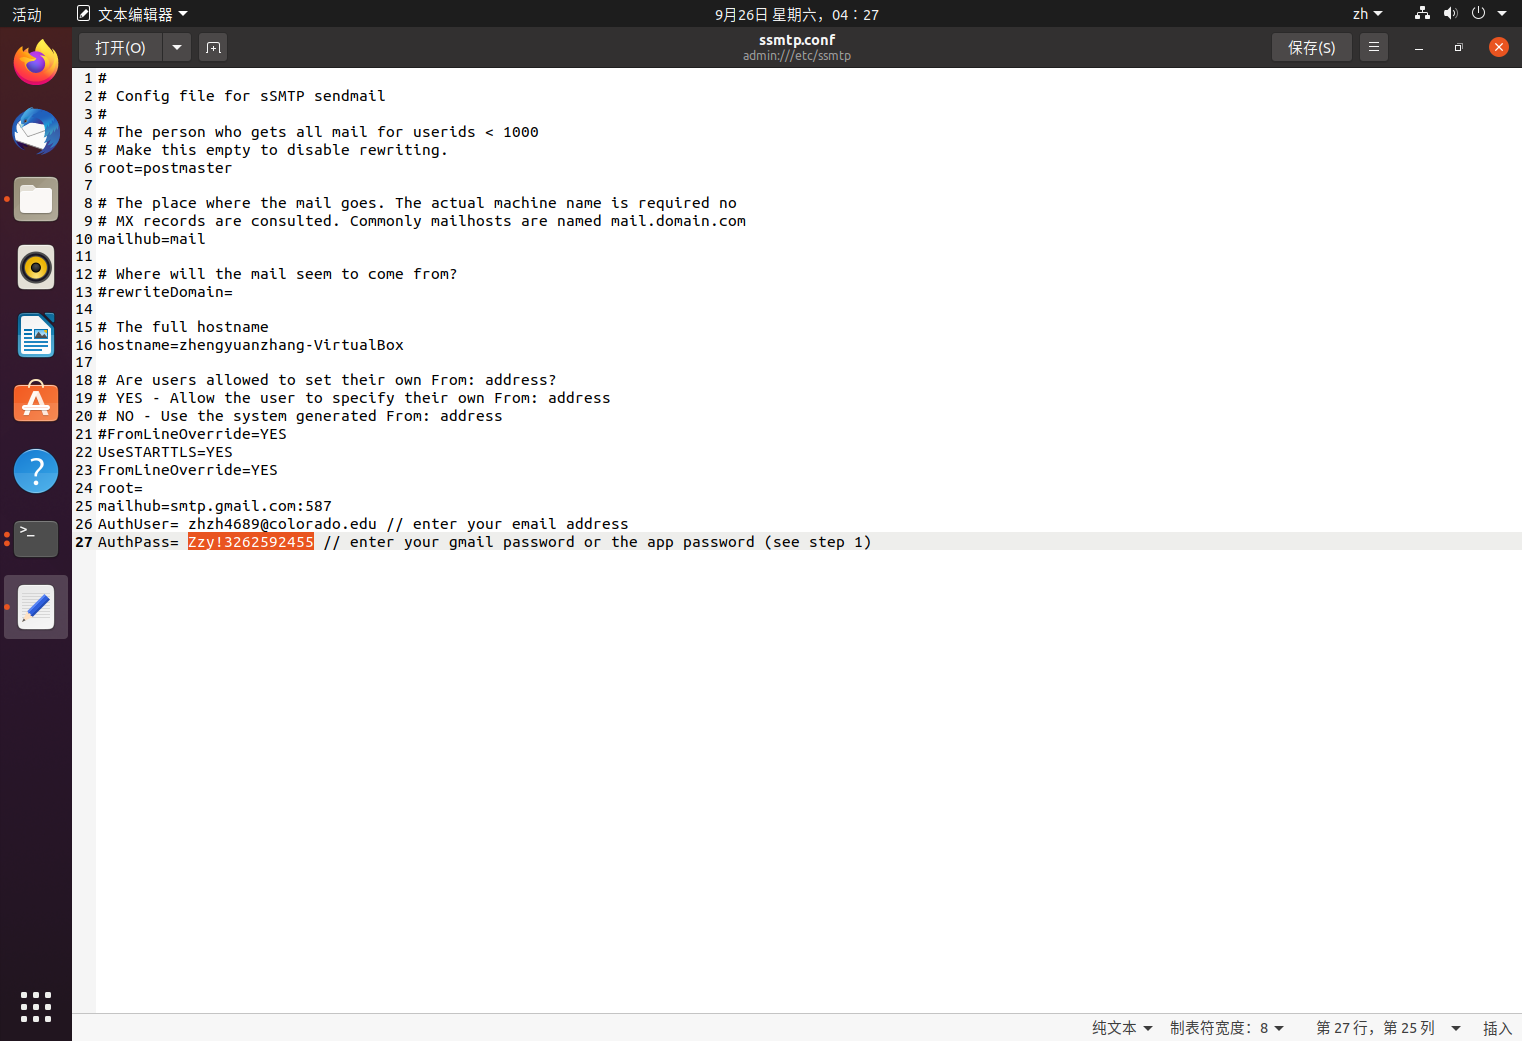 活动 文本编辑器 9月26日 星期六，04：27 zh
打开(O) ssmtp.conf 保存(S)
admin:///etc/ssmtp
1 #
2 # Config file for sSMTP sendmail
3 #
4 # The person who gets all mail for userids < 1000
5 # Make this empty to disable rewriting.
6 root=postmaster
7
8 # The place where the mail goes. The actual machine name is required no
9 # MX records are consulted. Commonly mailhosts are named mail.domain.com
10 mailhub=mail
11
12 # Where will the mail seem to come from?
13 #rewriteDomain=
14
15 # The full hostname
16 hostname=zhengyuanzhang-VirtualBox
17
18 # Are users allowed to set their own From: address?
19 # YES - Allow the user to specify their own From: address
20 # NO - Use the system generated From: address
21 #FromLineOverride=YES
22 UseSTARTTLS=YES
23 FromLineOverride=YES
24 root=
25 mailhub=smtp.gmail.com:587
26 AuthUser= zhzh4689@colorado.edu // enter your email address
27 AuthPass= Zzy!3262592455 // enter your gmail password or the app password (see step 1)
纯文本 制表符宽度：8 第 27 行，第 25 列 插入